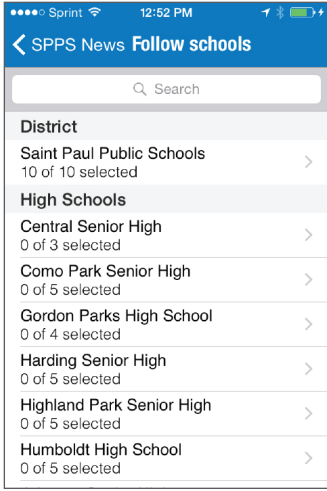 Sprint 12:52 PM
SPPS News Follow schools
Search
District
Saint Paul Public Schools
10 of 10 selected
High Schools
Central Senior High
0 of 3 selected
Como Park Senior High
0 of 5 selected
Gordon Parks High School
0 of 4 selected
Harding Senior High
0 of 5 selected
Highland Park Senior High
0 of 5 selected
Humboldt High School
0 of 5 selected